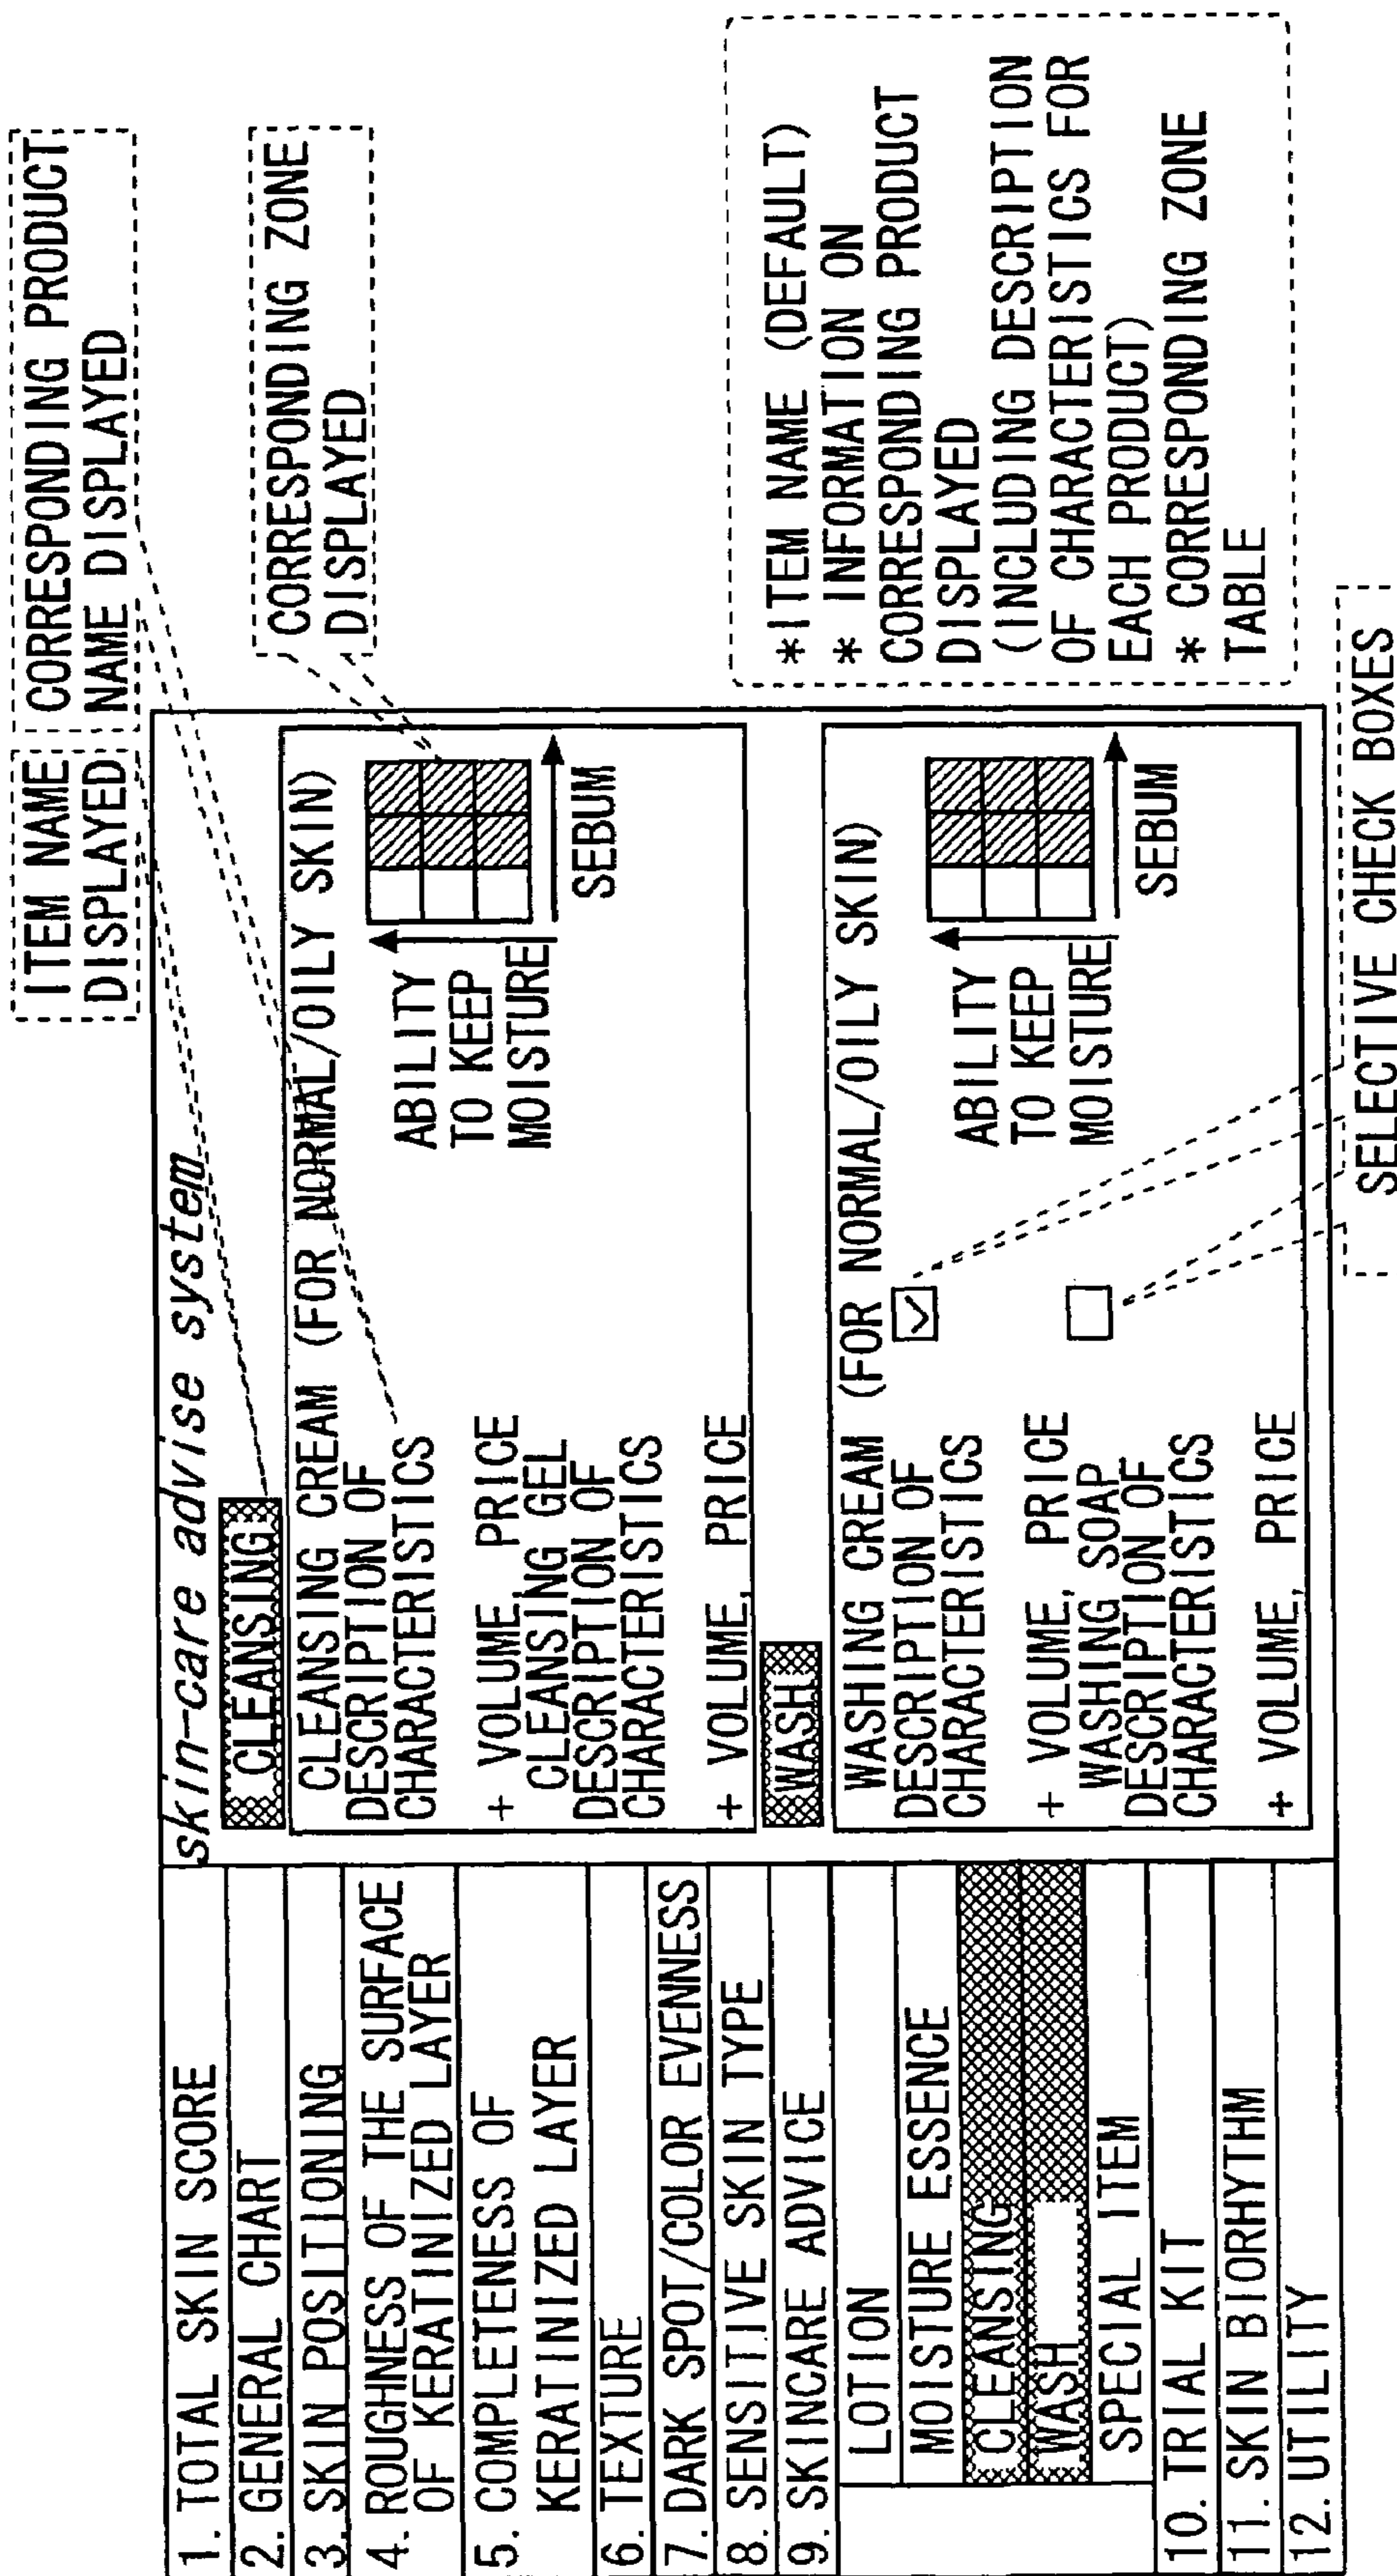 ITEM NAME
DISPLAYED
CORRESPONDING PRODUCT
NAME DISPLAYED
CORRESPONDING ZONE
DISPLAYED
1. TOTAL SKIN SCORE
2. GENERAL CHART
3. SKIN POSITIONING
4. ROUGHNESS OF THE SURFACE
OF KERATINIZED LAYER
5. COMPLETENESS OF
KERATINIZED LAYER
6. TEXTURE
7. DARK SPOT/COLOR EVENNESS
8. SENSITIVE SKIN TYPE
9. SKINCARE ADVICE
LOTION
MOISTURE ESSENCE
CLEANSING
WASH
SPECIAL ITEM
10. TRIAL KIT
11. SKIN BIORHYTHM
12. UTILITY
skin-care advise system
CLEANSING
CLEANSING CREAM (FOR NORMAL/OILY SKIN)
DESCRIPTION OF
CHARACTERISTICS
+ VOLUME, PRICE
CLEANSING GEL
DESCRIPTION OF
CHARACTERISTICS
+ VOLUME, PRICE
ABILITY
TO KEEP
MOISTURE
SEBUM
WASH
WASHING CREAM (FOR NORMAL/OILY SKIN)
DESCRIPTION OF
CHARACTERISTICS
+ VOLUME, PRICE
WASHING SOAP
DESCRIPTION OF
CHARACTERISTICS
+ VOLUME, PRICE
ABILITY
TO KEEP
MOISTURE
SEBUM
*ITEM NAME (DEFAULT)
* INFORMATION ON
CORRESPONDING PRODUCT
DISPLAYED
(INCLUDING DESCRIPTION
OF CHARACTERISTICS FOR
EACH PRODUCT)
* CORRESPONDING ZONE
TABLE
SELECTIVE CHECK BOXES